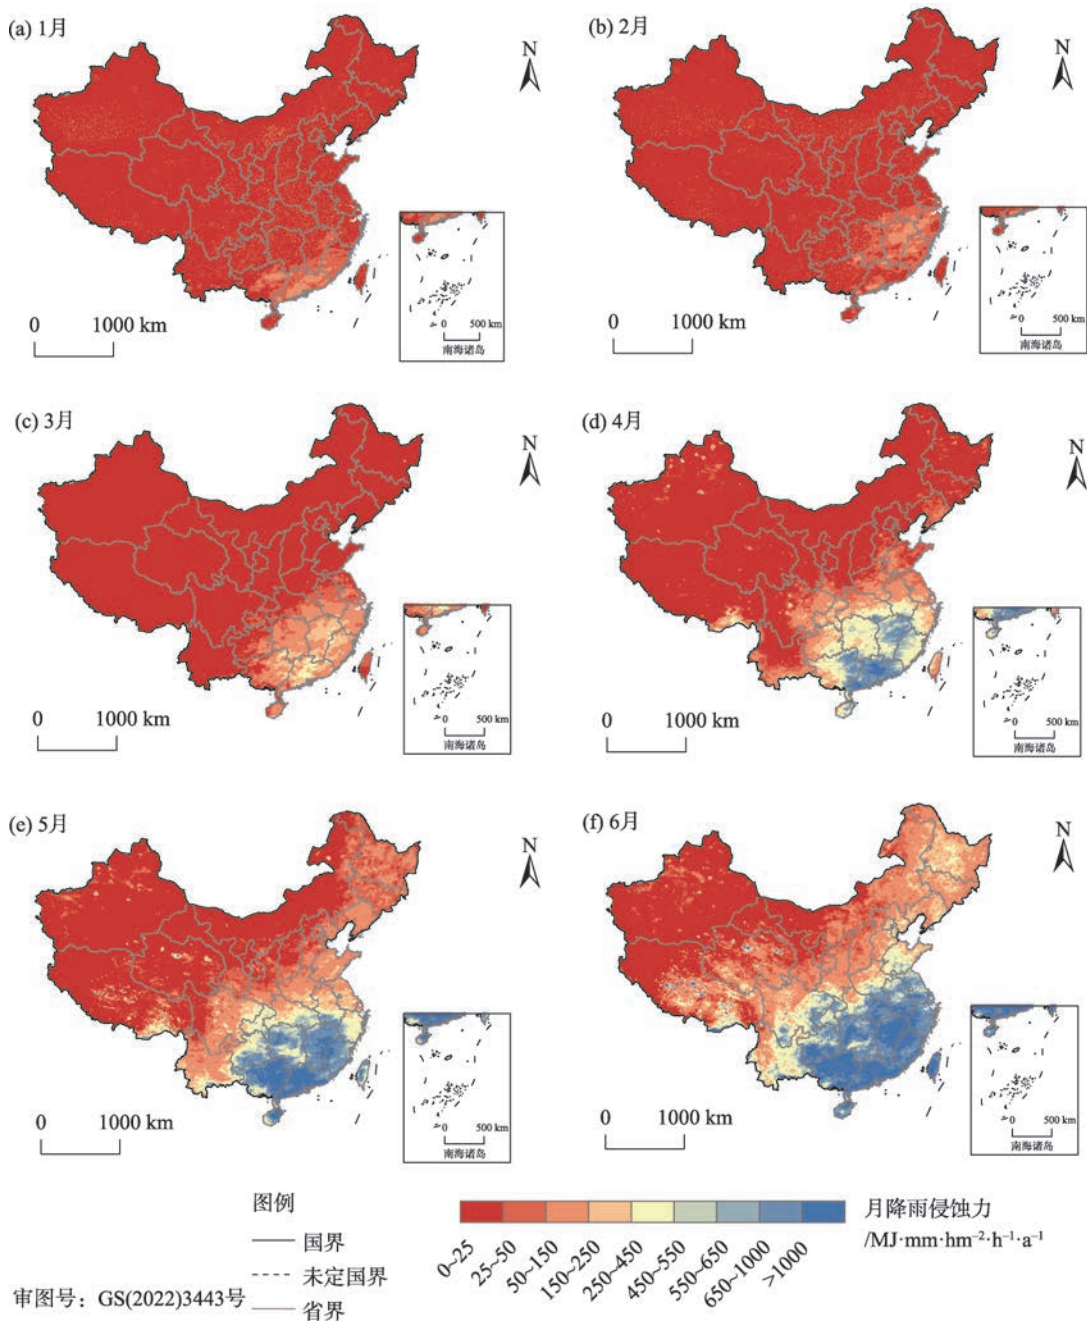 (a) 1月
N
0 1000 km
0 500 km
南海诸岛
(b) 2月
N
0 1000 km
0 500 km
南海诸岛
(c) 3月
N
0 1000 km
0 500 km
南海诸岛
(d) 4月
N
0 1000 km
0 500 km
南海诸岛
(e) 5月
N
0 1000 km
0 500 km
南海诸岛
(f) 6月
N
0 1000 km
0 500 km
南海诸岛
图例
国界
未定国界
省界
0~25
25~50
50~150
150~250
250~450
450~550
550~650
650~1000
>1000
月降雨侵蚀力
/MJ·mm·hm⁻²·h⁻¹·a⁻¹
审图号：GS(2022)3443号